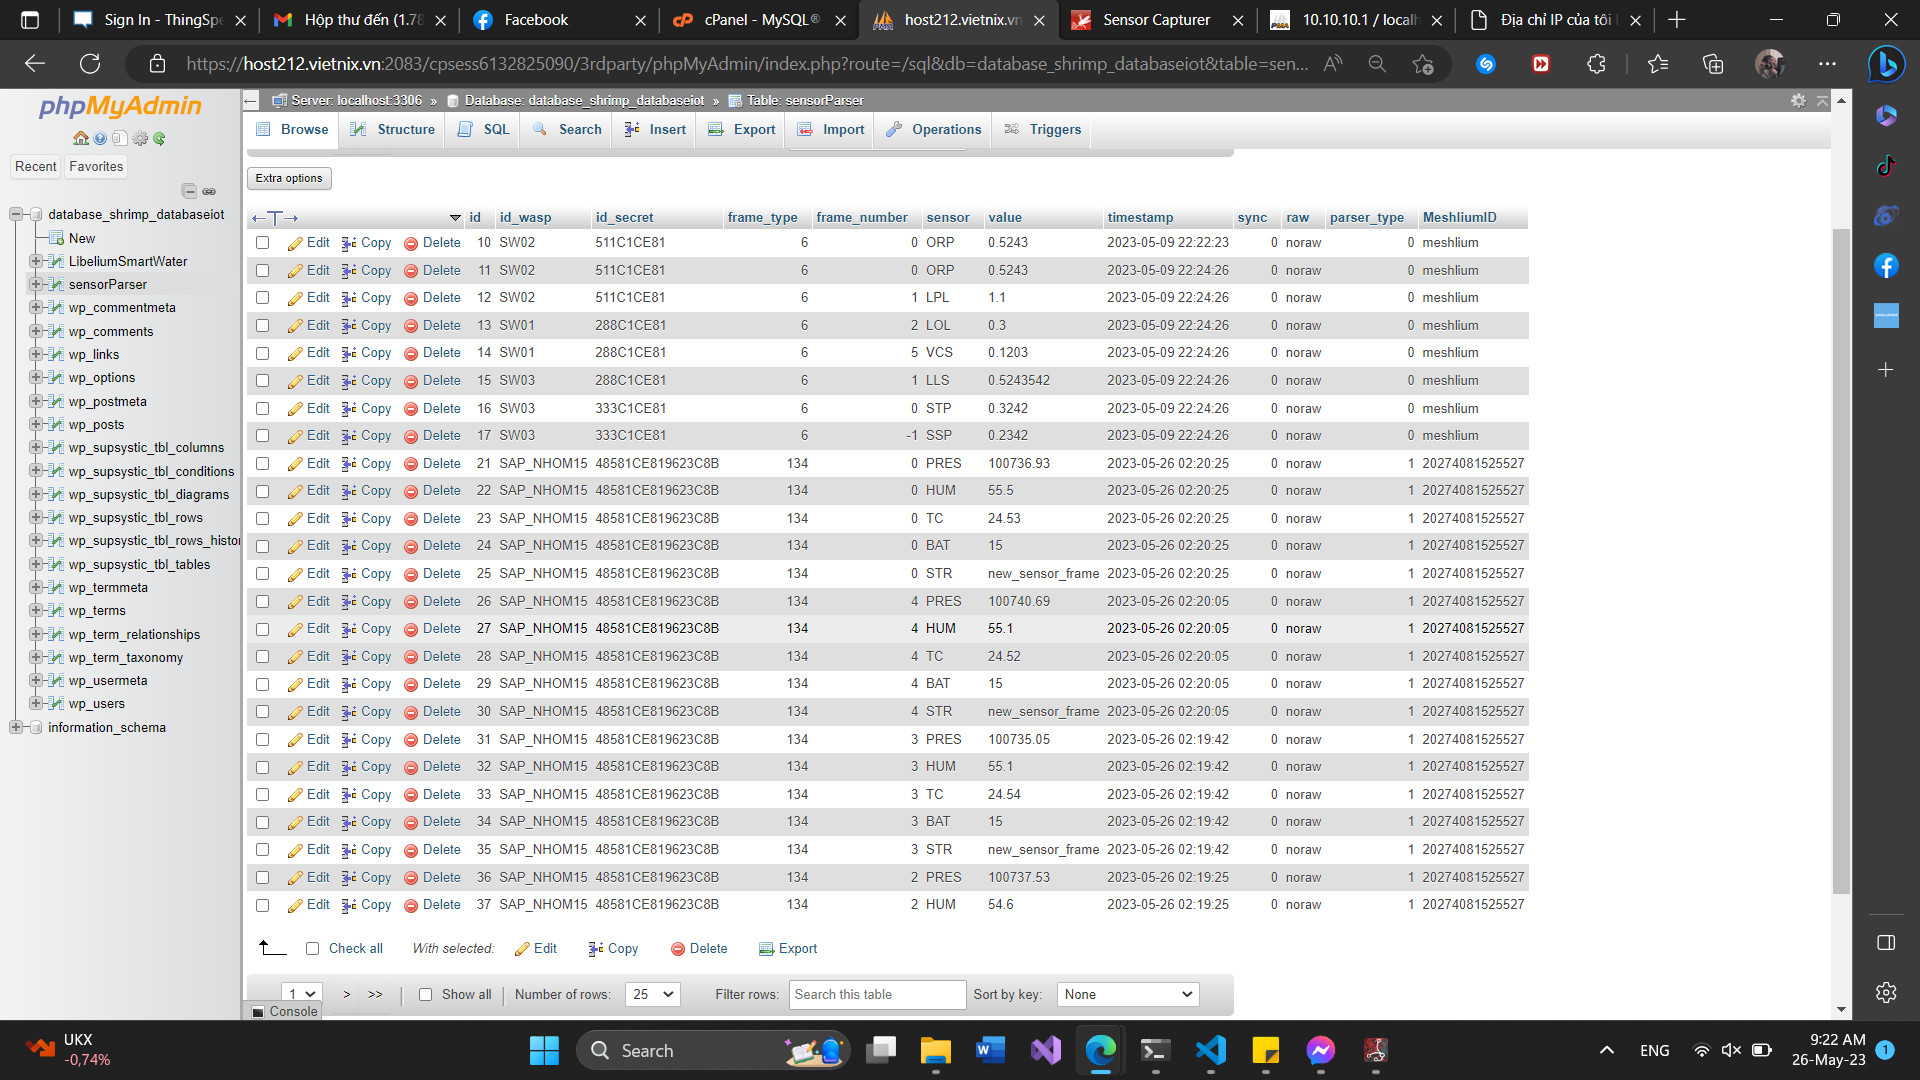 Sign In - ThingSpe
Hộp thư đến (1.78
Facebook
cPanel - MySQL®
host212.vietnix.vn
Sensor Capturer
10.10.10.1 / localh
Địa chỉ IP của tôi l
https://host212.vietnix.vn:2083/cpsess6132825090/3rdparty/phpMyAdmin/index.php?route=/sql&db=database_shrimp_databaseiot&table=sen...
phpMyAdmin
Recent Favorites
database_shrimp_databaseiot
New
LibeliumSmartWater
sensorParser
wp_commentmeta
wp_comments
wp_links
wp_options
wp_postmeta
wp_posts
wp_supsystic_tbl_columns
wp_supsystic_tbl_conditions
wp_supsystic_tbl_diagrams
wp_supsystic_tbl_rows
wp_supsystic_tbl_rows_histor
wp_supsystic_tbl_tables
wp_termmeta
wp_terms
wp_term_relationships
wp_term_taxonomy
wp_usermeta
wp_users
information_schema
Server: localhost:3306 » Database: database_shrimp_databaseiot » Table: sensorParser
Browse Structure SQL Search Insert Export Import Operations Triggers
Extra options
←T→ id id_wasp id_secret frame_type frame_number sensor value timestamp sync raw parser_type MeshliumID
Edit Copy Delete 10 SW02 511C1CE81 6 0 ORP 0.5243 2023-05-09 22:22:23 0 noraw 0 meshlium
Edit Copy Delete 11 SW02 511C1CE81 6 0 ORP 0.5243 2023-05-09 22:24:26 0 noraw 0 meshlium
Edit Copy Delete 12 SW02 511C1CE81 6 1 LPL 1.1 2023-05-09 22:24:26 0 noraw 0 meshlium
Edit Copy Delete 13 SW01 288C1CE81 6 2 LOL 0.3 2023-05-09 22:24:26 0 noraw 0 meshlium
Edit Copy Delete 14 SW01 288C1CE81 6 5 VCS 0.1203 2023-05-09 22:24:26 0 noraw 0 meshlium
Edit Copy Delete 15 SW03 288C1CE81 6 1 LLS 0.5243542 2023-05-09 22:24:26 0 noraw 0 meshlium
Edit Copy Delete 16 SW03 333C1CE81 6 0 STP 0.3242 2023-05-09 22:24:26 0 noraw 0 meshlium
Edit Copy Delete 17 SW03 333C1CE81 6 -1 SSP 0.2342 2023-05-09 22:24:26 0 noraw 0 meshlium
Edit Copy Delete 21 SAP_NHOM15 48581CE819623C8B 134 0 PRES 100736.93 2023-05-26 02:20:25 0 noraw 1 20274081525527
Edit Copy Delete 22 SAP_NHOM15 48581CE819623C8B 134 0 HUM 55.5 2023-05-26 02:20:25 0 noraw 1 20274081525527
Edit Copy Delete 23 SAP_NHOM15 48581CE819623C8B 134 0 TC 24.53 2023-05-26 02:20:25 0 noraw 1 20274081525527
Edit Copy Delete 24 SAP_NHOM15 48581CE819623C8B 134 0 BAT 15 2023-05-26 02:20:25 0 noraw 1 20274081525527
Edit Copy Delete 25 SAP_NHOM15 48581CE819623C8B 134 0 STR new_sensor_frame 2023-05-26 02:20:25 0 noraw 1 20274081525527
Edit Copy Delete 26 SAP_NHOM15 48581CE819623C8B 134 4 PRES 100740.69 2023-05-26 02:20:05 0 noraw 1 20274081525527
Edit Copy Delete 27 SAP_NHOM15 48581CE819623C8B 134 4 HUM 55.1 2023-05-26 02:20:05 0 noraw 1 20274081525527
Edit Copy Delete 28 SAP_NHOM15 48581CE819623C8B 134 4 TC 24.52 2023-05-26 02:20:05 0 noraw 1 20274081525527
Edit Copy Delete 29 SAP_NHOM15 48581CE819623C8B 134 4 BAT 15 2023-05-26 02:20:05 0 noraw 1 20274081525527
Edit Copy Delete 30 SAP_NHOM15 48581CE819623C8B 134 4 STR new_sensor_frame 2023-05-26 02:20:05 0 noraw 1 20274081525527
Edit Copy Delete 31 SAP_NHOM15 48581CE819623C8B 134 3 PRES 100735.05 2023-05-26 02:19:42 0 noraw 1 20274081525527
Edit Copy Delete 32 SAP_NHOM15 48581CE819623C8B 134 3 HUM 55.1 2023-05-26 02:19:42 0 noraw 1 20274081525527
Edit Copy Delete 33 SAP_NHOM15 48581CE819623C8B 134 3 TC 24.54 2023-05-26 02:19:42 0 noraw 1 20274081525527
Edit Copy Delete 34 SAP_NHOM15 48581CE819623C8B 134 3 BAT 15 2023-05-26 02:19:42 0 noraw 1 20274081525527
Edit Copy Delete 35 SAP_NHOM15 48581CE819623C8B 134 3 STR new_sensor_frame 2023-05-26 02:19:42 0 noraw 1 20274081525527
Edit Copy Delete 36 SAP_NHOM15 48581CE819623C8B 134 2 PRES 100737.53 2023-05-26 02:19:25 0 noraw 1 20274081525527
Edit Copy Delete 37 SAP_NHOM15 48581CE819623C8B 134 2 HUM 54.6 2023-05-26 02:19:25 0 noraw 1 20274081525527
Check all With selected: Edit Copy Delete Export
1 > >> Show all Number of rows: 25 Filter rows: Search this table Sort by key: None
Console
UKX
-0,74%
Search
ENG
9:22 AM
26-May-23
1